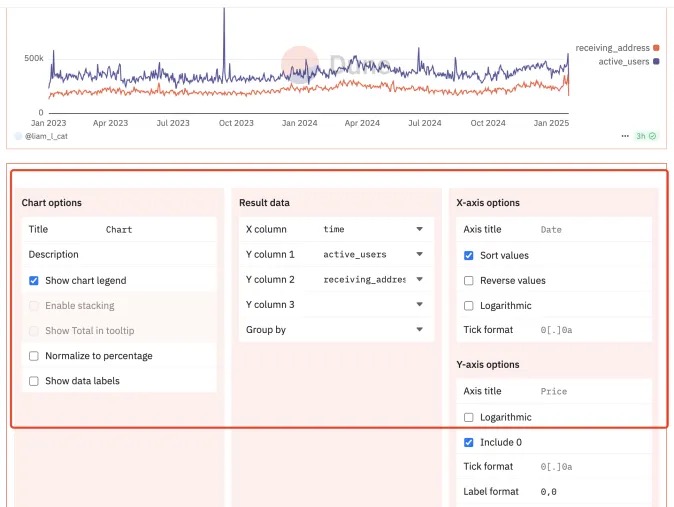 500k
0
Dune
receiving_address
active_users
Jan 2023
Apr 2023
Jul 2023
Oct 2023
Jan 2024
Apr 2024
Jul 2024
Oct 2024
Jan 2025
@liam_l_cat
3h
Chart options
Title Chart
Description
Show chart legend
Enable stacking
Show Total in tooltip
Normalize to percentage
Show data labels
Result data
X column time
Y column 1 active_users
Y column 2 receiving_addres
Y column 3
Group by
X-axis options
Axis title Date
Sort values
Reverse values
Logarithmic
Tick format 0[.]0a
Y-axis options
Axis title Price
Logarithmic
Include 0
Tick format 0[.]0a
Label format 0,0